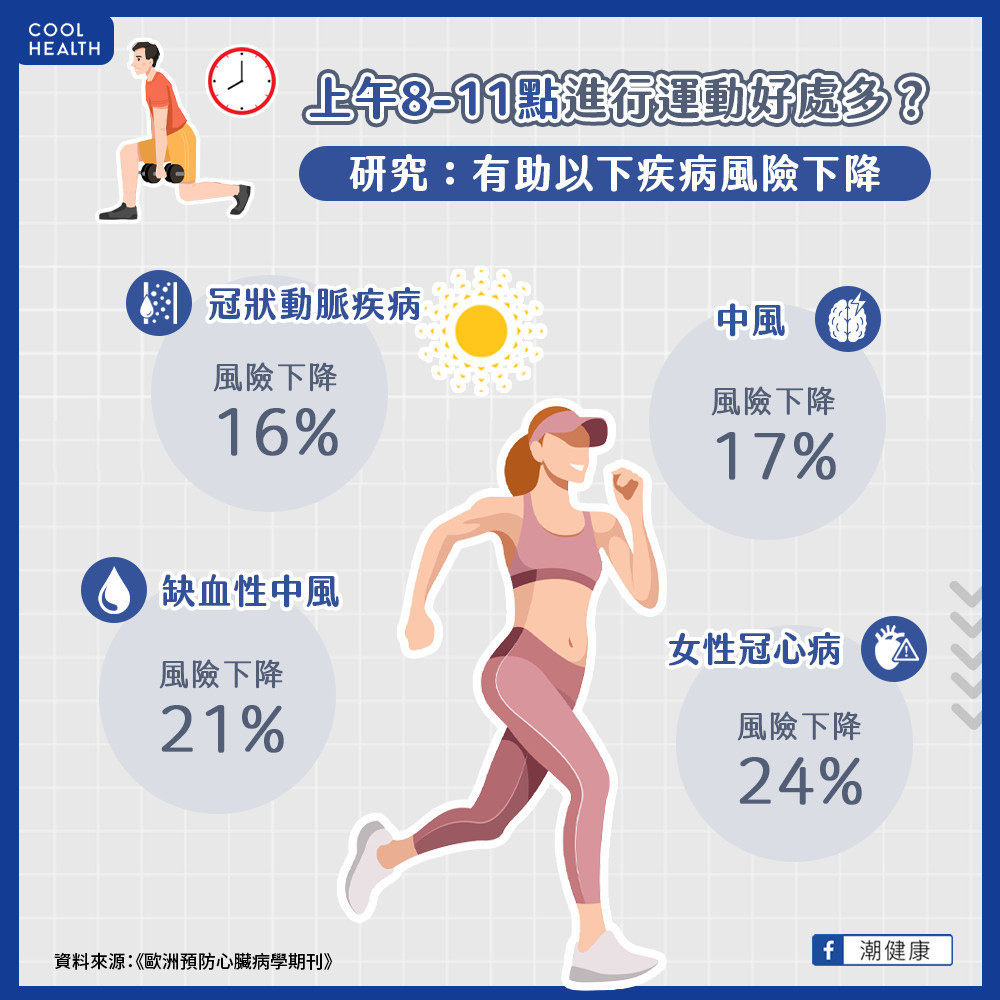 COOL
HEALTH
上午8-11點進行運動好處多?
研究：有助以下疾病風險下降
冠狀動脈疾病
風險下降
16%
中風
風險下降
17%
缺血性中風
風險下降
21%
女性冠心病
風險下降
24%
資料來源：《歐洲預防心臟病學期刊》
f 潮健康